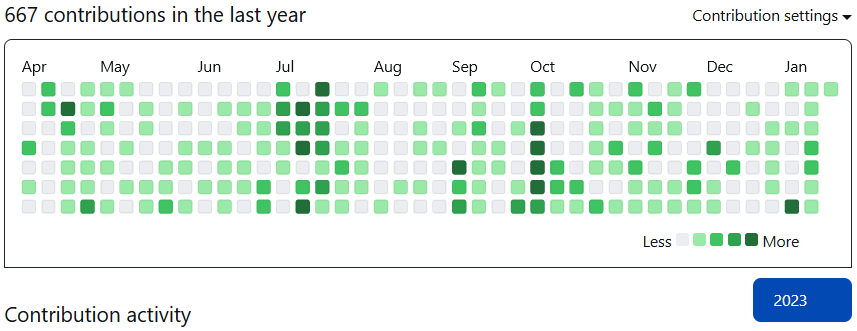 667 contributions in the last year
Contribution settings
Apr May Jun Jul Aug Sep Oct Nov Dec Jan
Less More
2023
Contribution activity